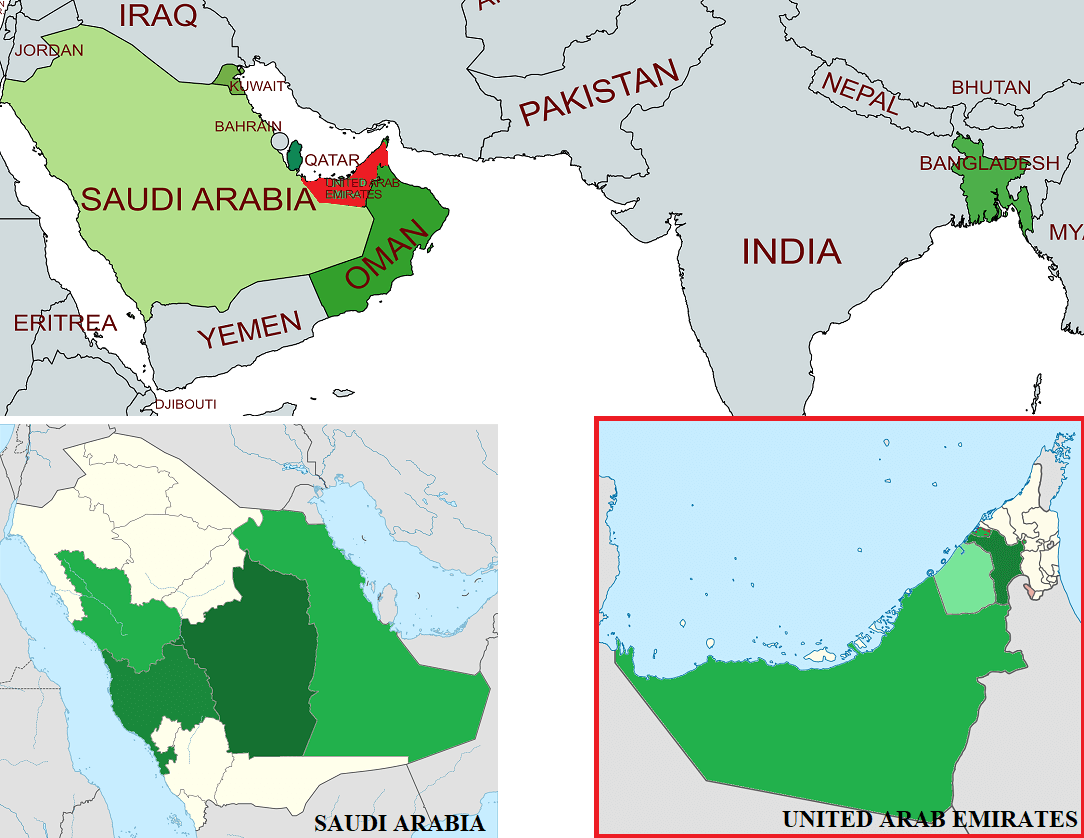 IRAQ
JORDAN
KUWAIT
BAHRAIN
QATAR
UNITED ARAB
EMIRATES
SAUDI ARABIA
OMAN
YEMEN
ERITREA
DJIBOUTI
PAKISTAN
NEPAL
BHUTAN
BANGLADESH
INDIA
MYA
SAUDI ARABIA
UNITED ARAB EMIRATES